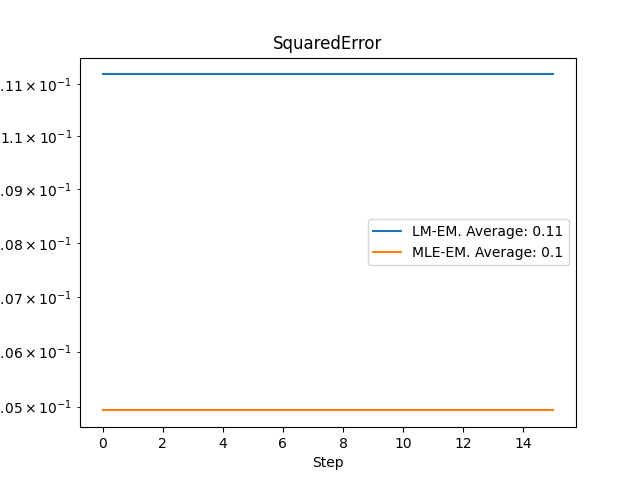 SquaredError
.11 × 10⁻¹
1.1 × 10⁻¹
.09 × 10⁻¹
.08 × 10⁻¹
.07 × 10⁻¹
.06 × 10⁻¹
.05 × 10⁻¹
LM-EM. Average: 0.11
MLE-EM. Average: 0.1
0 2 4 6 8 10 12 14
Step